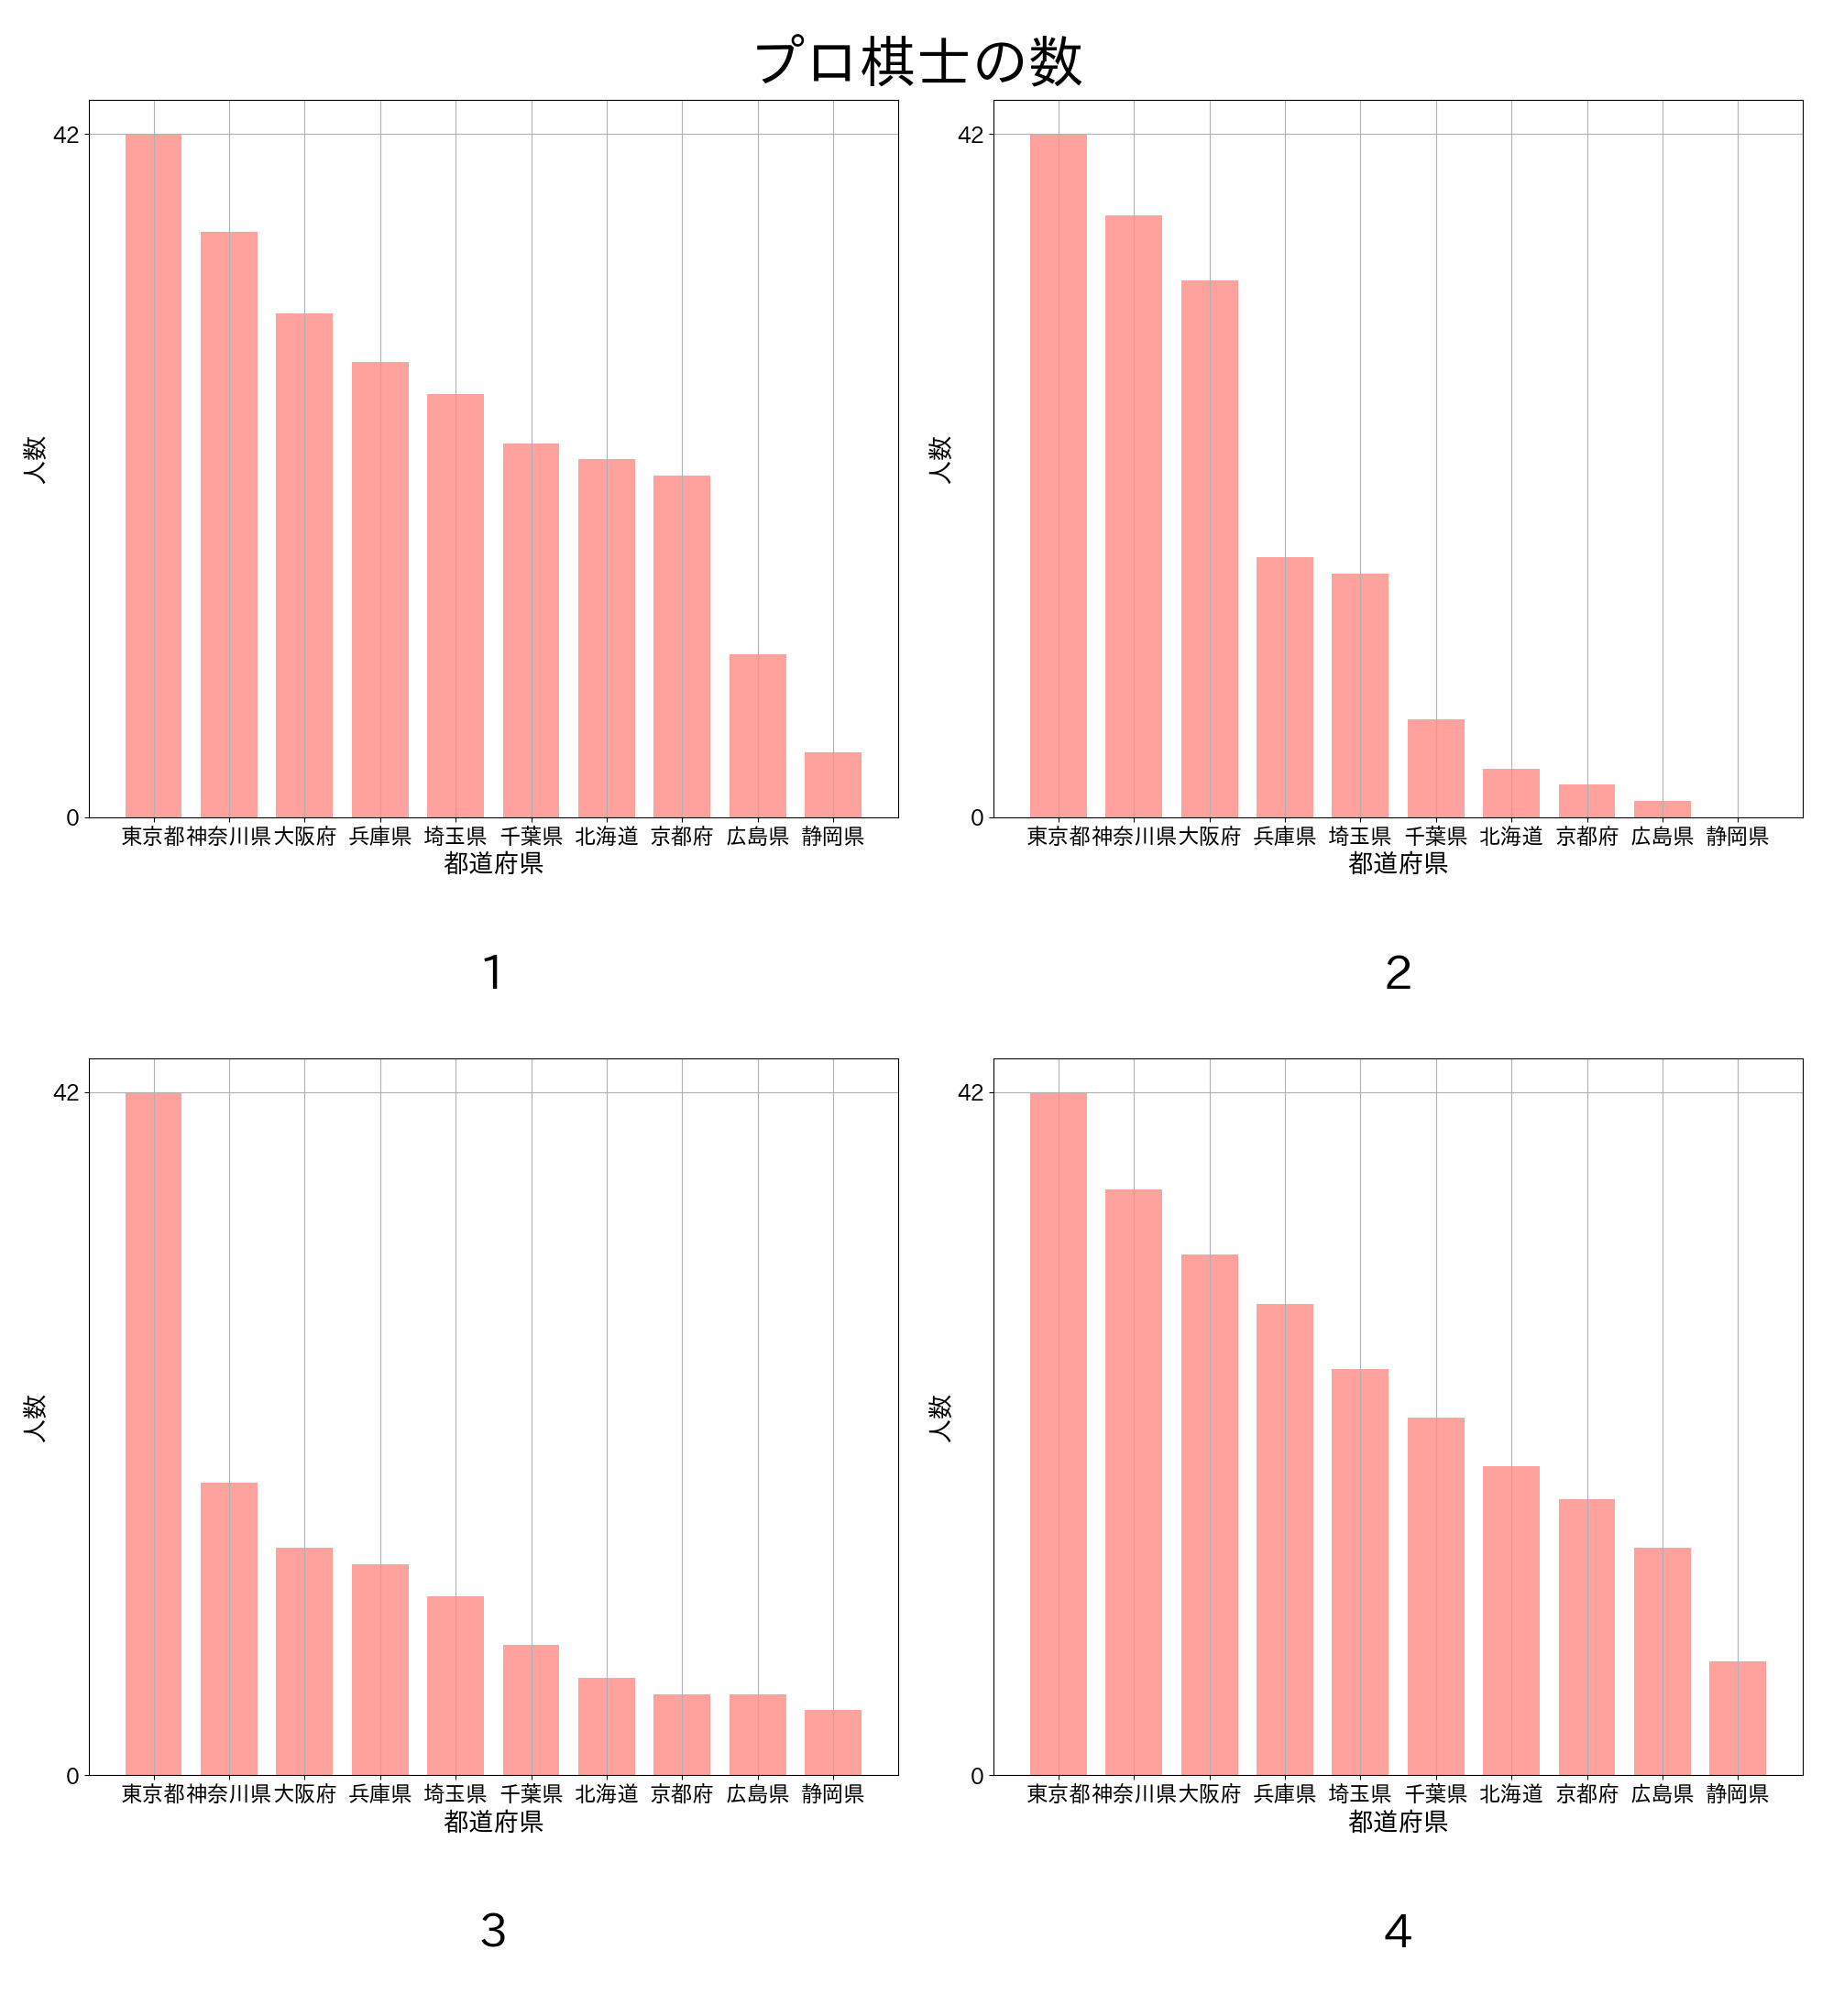 プロ棋士の数
42
人数
0
東京都 神奈川県 大阪府 兵庫県 埼玉県 千葉県 北海道 京都府 広島県 静岡県
都道府県
1
42
人数
0
東京都 神奈川県 大阪府 兵庫県 埼玉県 千葉県 北海道 京都府 広島県 静岡県
都道府県
2
42
人数
0
東京都 神奈川県 大阪府 兵庫県 埼玉県 千葉県 北海道 京都府 広島県 静岡県
都道府県
3
42
人数
0
東京都 神奈川県 大阪府 兵庫県 埼玉県 千葉県 北海道 京都府 広島県 静岡県
都道府県
4